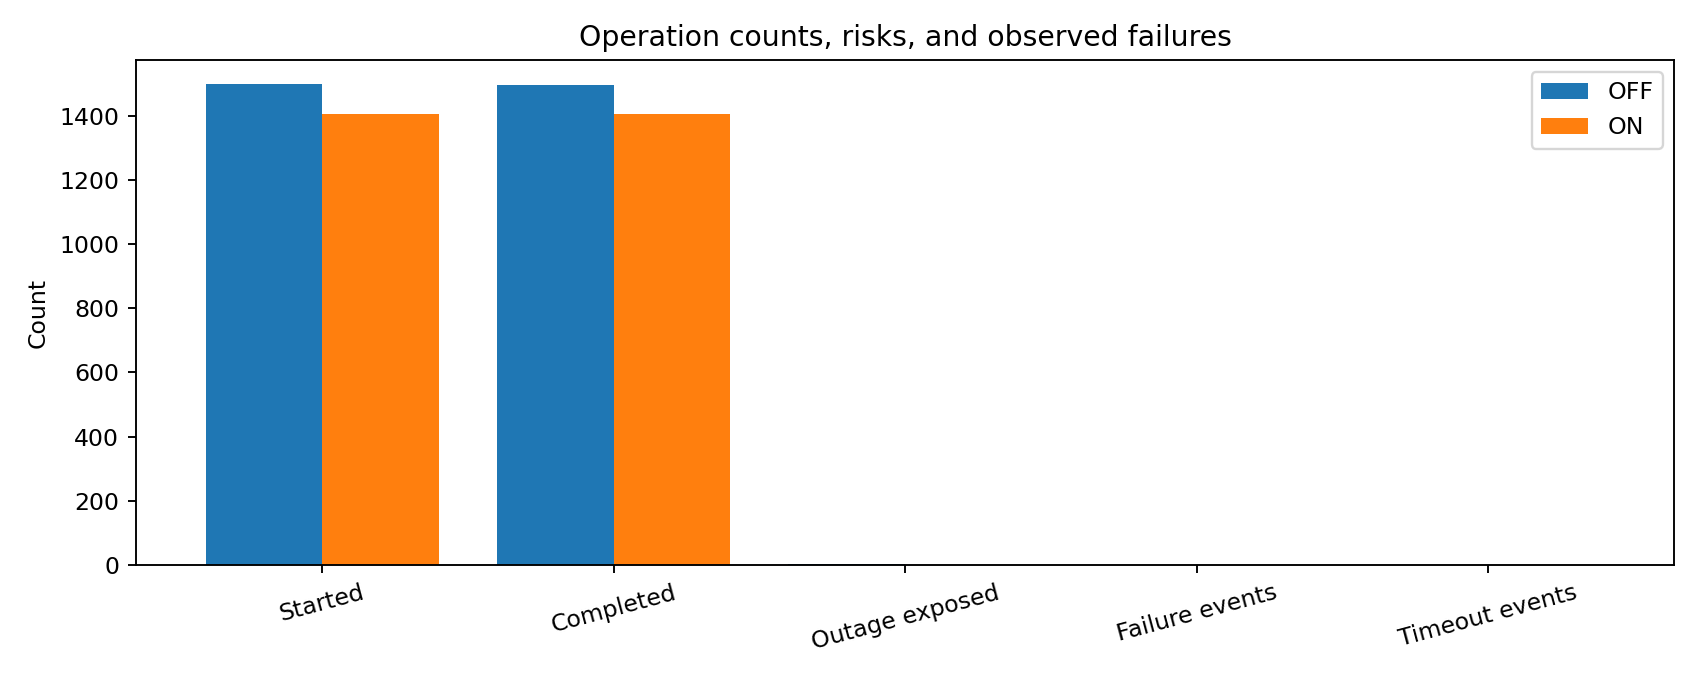 Operation counts, risks, and observed failures
OFF
ON
Count
1400
1200
1000
800
600
400
200
0
Started
Completed
Outage exposed
Failure events
Timeout events